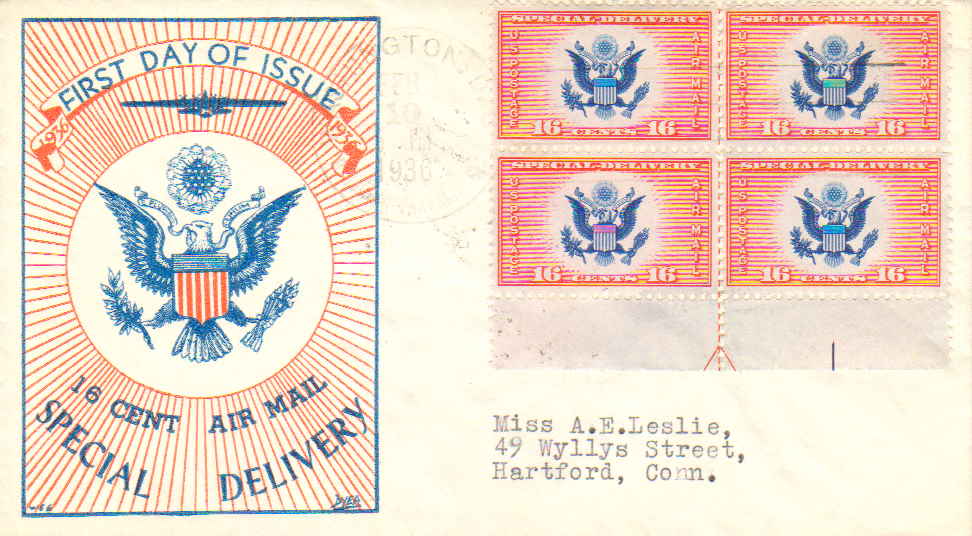 FIRST DAY OF ISSUE
1936 1936
16 CENT AIR MAIL
SPECIAL DELIVERY
1936
SPECIAL·DELIVERY
U.S. POSTAGE
AIR MAIL
16 CENTS 16
SPECIAL·DELIVERY
U.S. POSTAGE
AIR MAIL
16 CENTS 16
SPECIAL·DELIVERY
U.S. POSTAGE
AIR MAIL
16 CENTS 16
SPECIAL·DELIVERY
U.S. POSTAGE
AIR MAIL
16 CENTS 16
Miss A.E.Leslie,
49 Wyllys Street,
Hartford, Conn.